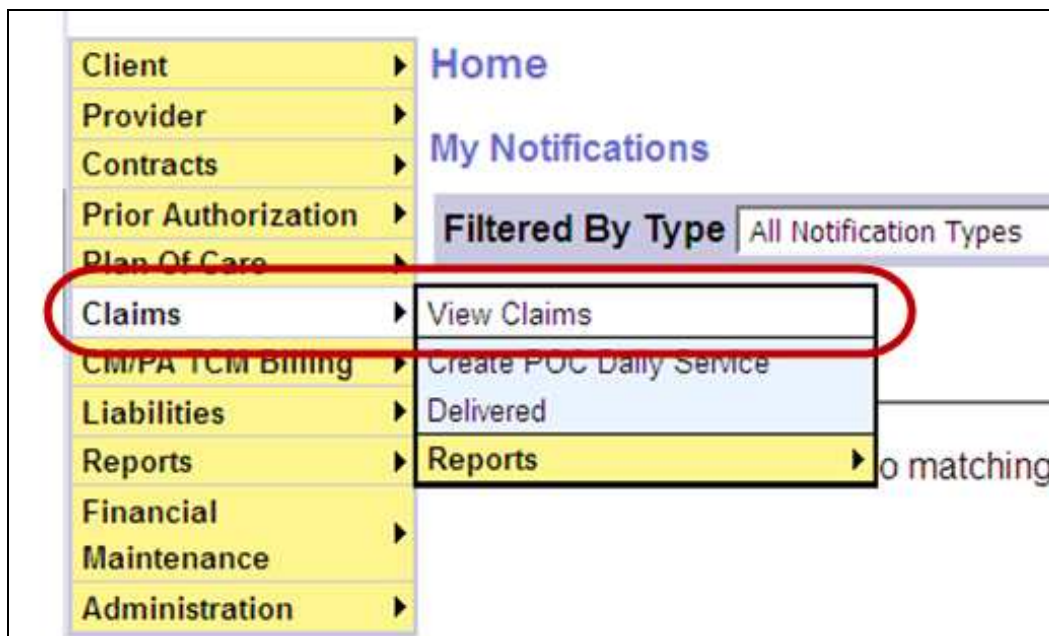 Client
Provider
Contracts
Prior Authorization
Plan Of Care
Claims
CM/PA TCM Billing
Liabilities
Reports
Financial
Maintenance
Administration
Home
My Notifications
Filtered By Type All Notification Types
View Claims
Create POC Daily Service
Delivered
Reports
o matching